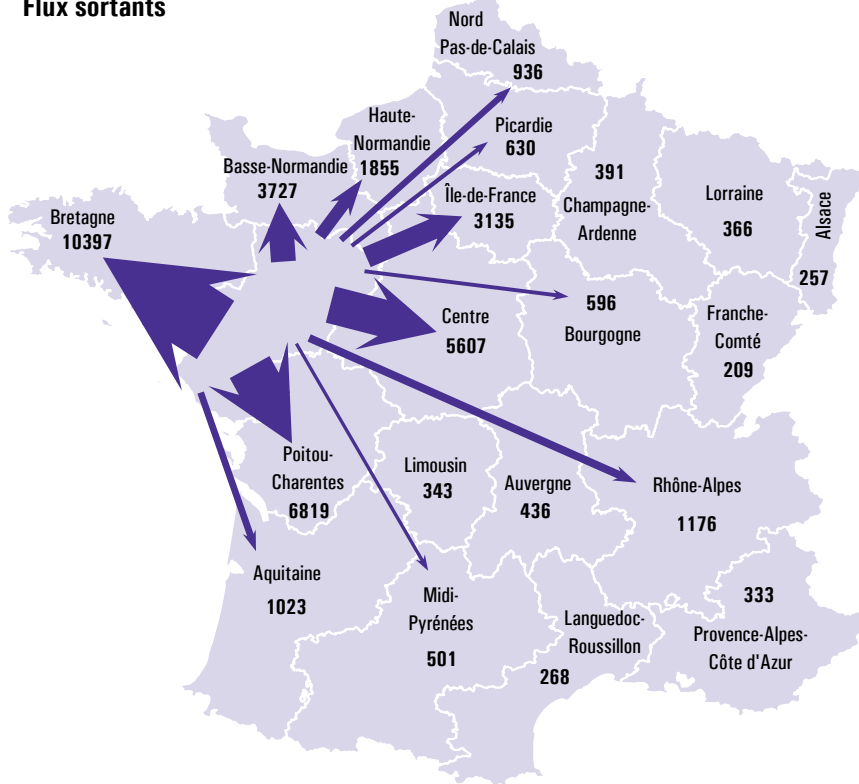 Flux sortants
Nord
Pas-de-Calais
936
Haute-
Normandie
1855
Picardie
630
Basse-Normandie
3727
391
Champagne-
Ardenne
Lorraine
366
Alsace
257
Île-de-France
3135
Bretagne
10397
Centre
5607
596
Bourgogne
Franche-
Comté
209
Poitou-
Charentes
6819
Limousin
343
Auvergne
436
Rhône-Alpes
1176
Aquitaine
1023
Midi-
Pyrénées
501
Languedoc-
Roussillon
268
333
Provence-Alpes-
Côte d'Azur